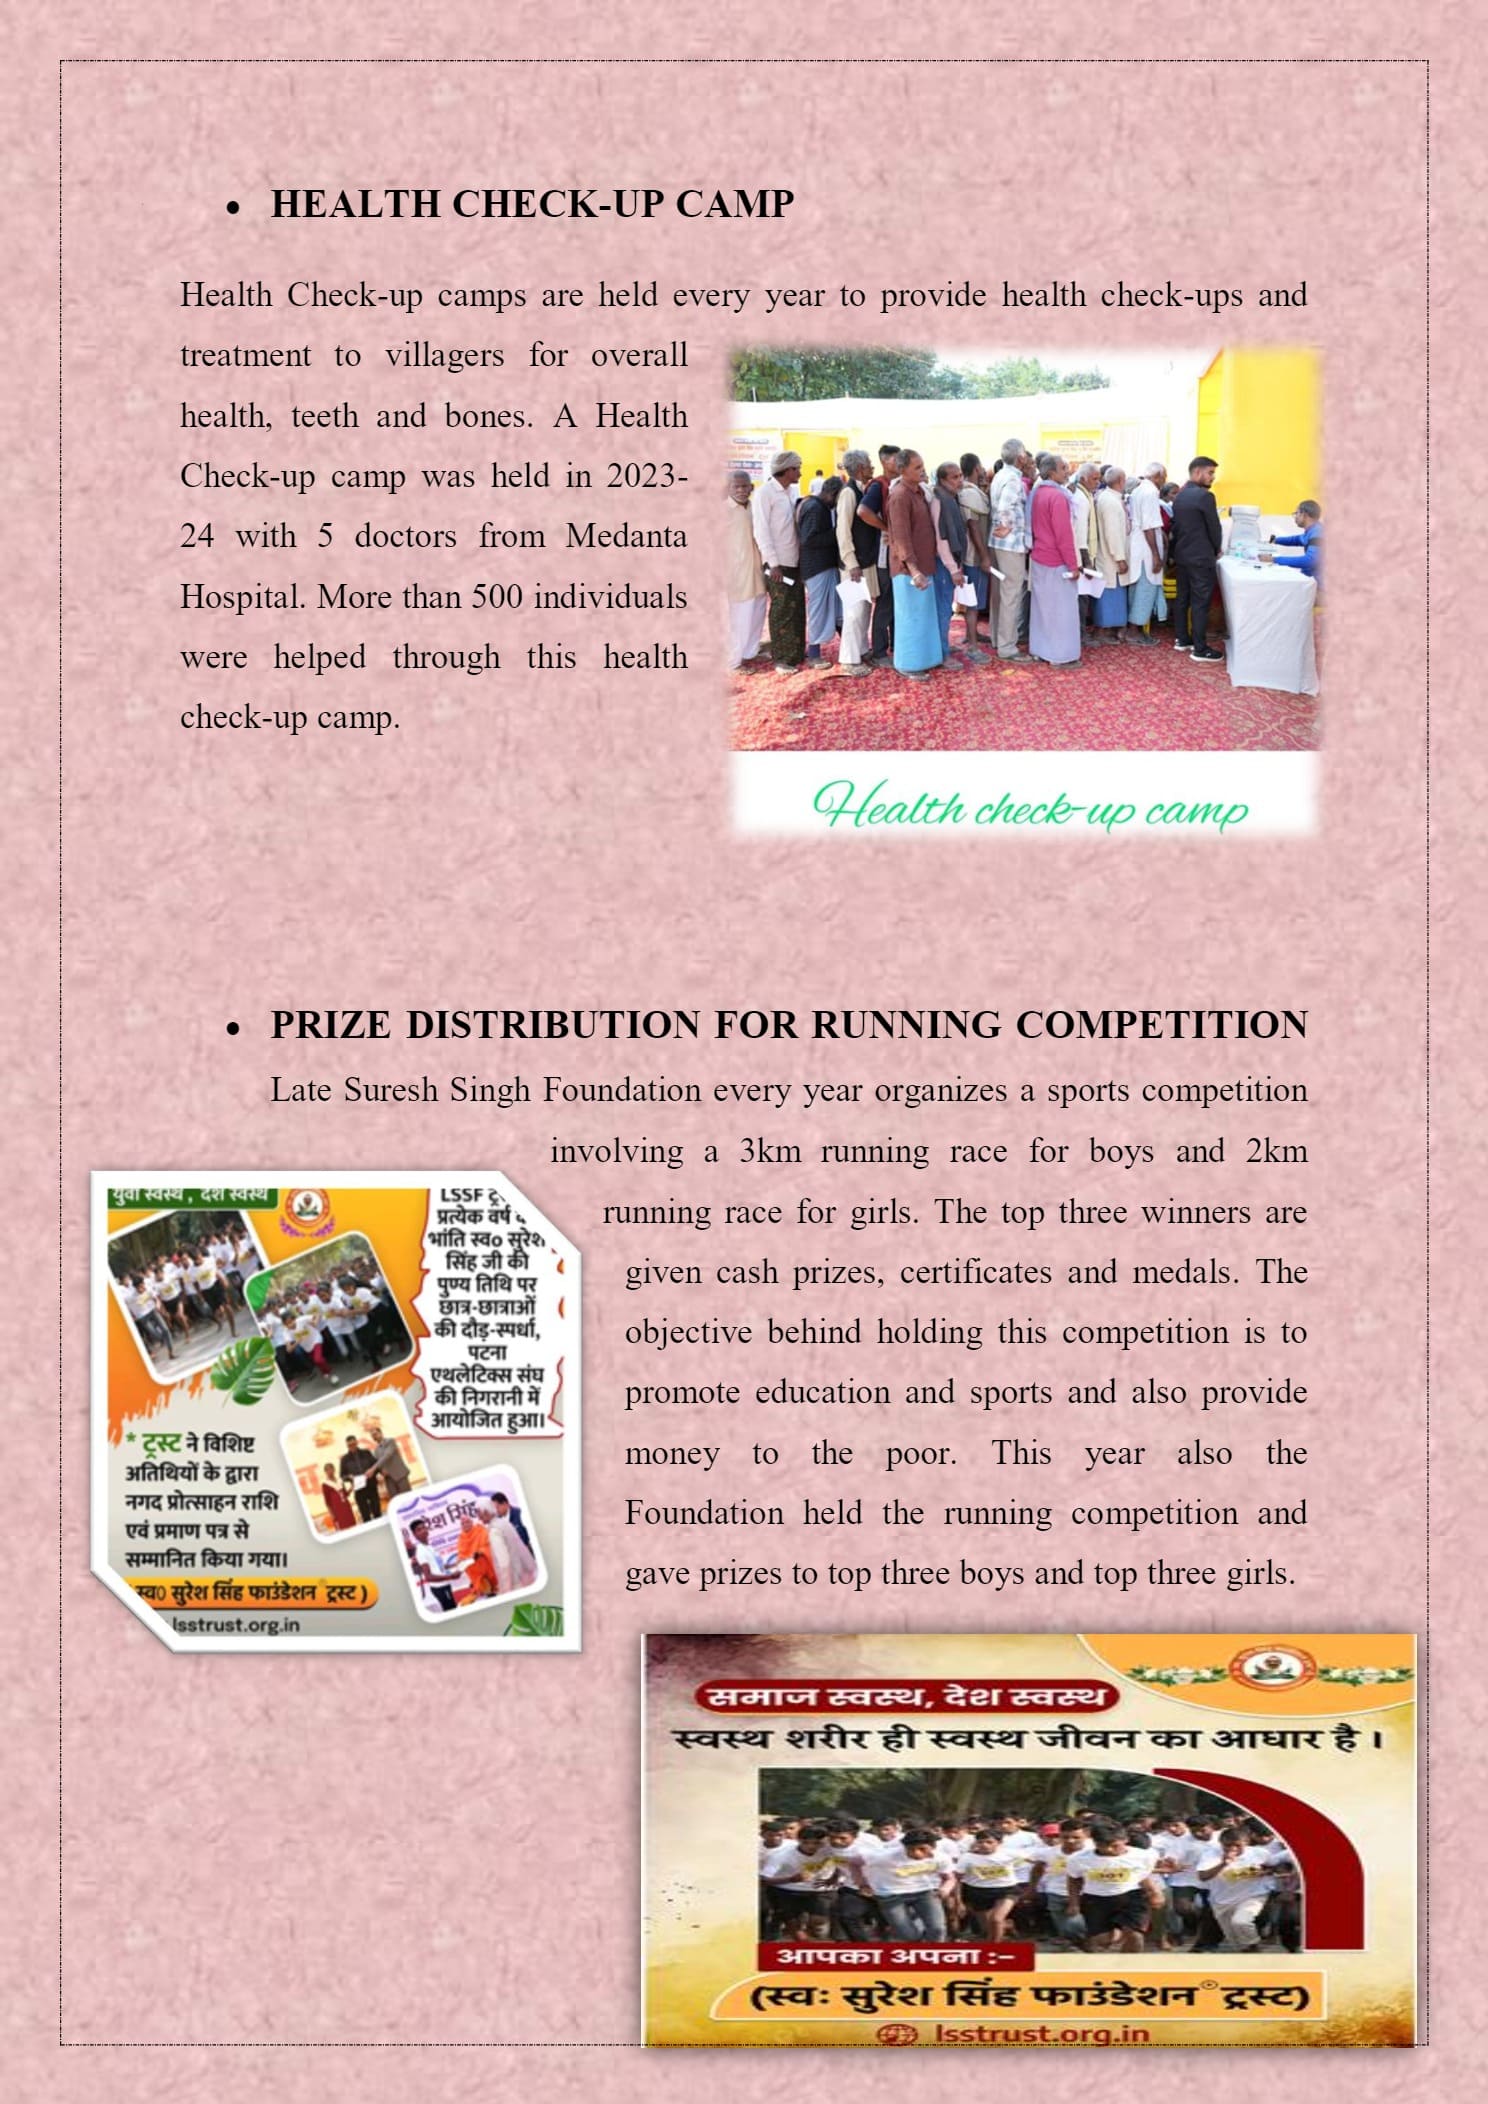 HEALTH CHECK-UP CAMP
Health Check-up camps are held every year to provide health check-ups and
treatment to villagers for overall
health, teeth and bones. A Health
Check-up camp was held in 2023-
24 with 5 doctors from Medanta
Hospital. More than 500 individuals
were helped through this health
check-up camp.
Health check-up camp
PRIZE DISTRIBUTION FOR RUNNING COMPETITION
Late Suresh Singh Foundation every year organizes a sports competition
involving a 3km running race for boys and 2km
running race for girls. The top three winners are
given cash prizes, certificates and medals. The
objective behind holding this competition is to
promote education and sports and also provide
money to the poor. This year also the
Foundation held the running competition and
gave prizes to top three boys and top three girls.
युवा स्वस्थ, देश स्वस्थ
LSSF
प्रत्येक वर्ष
भांति स्व० सुरेश
सिंह जी की
पुण्य तिथि पर
छात्र-छात्राओं
की दौड़-स्पर्धा,
पटना
एथलेटिक्स संघ
की निगरानी में
आयोजित हुआ।
* ट्रस्ट ने विशिष्ट
अतिथियों के द्वारा
नगद प्रोत्साहन राशि
एवं प्रमाण पत्र से
सम्मानित किया गया।
स्व0 सुरेश सिंह फाउंडेशन ट्रस्ट )
lsstrust.org.in
समाज स्वस्थ, देश स्वस्थ
स्वस्थ शरीर ही स्वस्थ जीवन का आधार है ।
आपका अपना :-
(स्वः सुरेश सिंह फाउंडेशन ट्रस्ट)
lsstrust.org.in